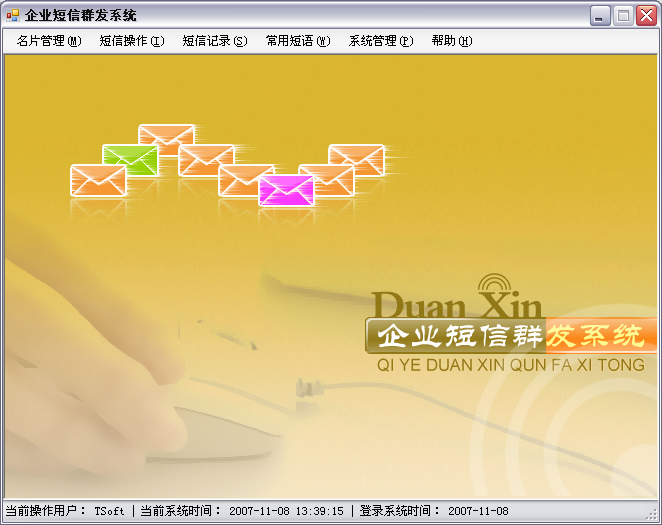 企业短信群发系统
名片管理(M) 短信操作(I) 短信记录(S) 常用短语(W) 系统管理(P) 帮助(H)
Duan Xin
企业短信群发系统
QI YE DUAN XIN QUN FA XI TONG
当前操作用户： TSoft | 当前系统时间： 2007-11-08 13:39:15 | 登录系统时间： 2007-11-08